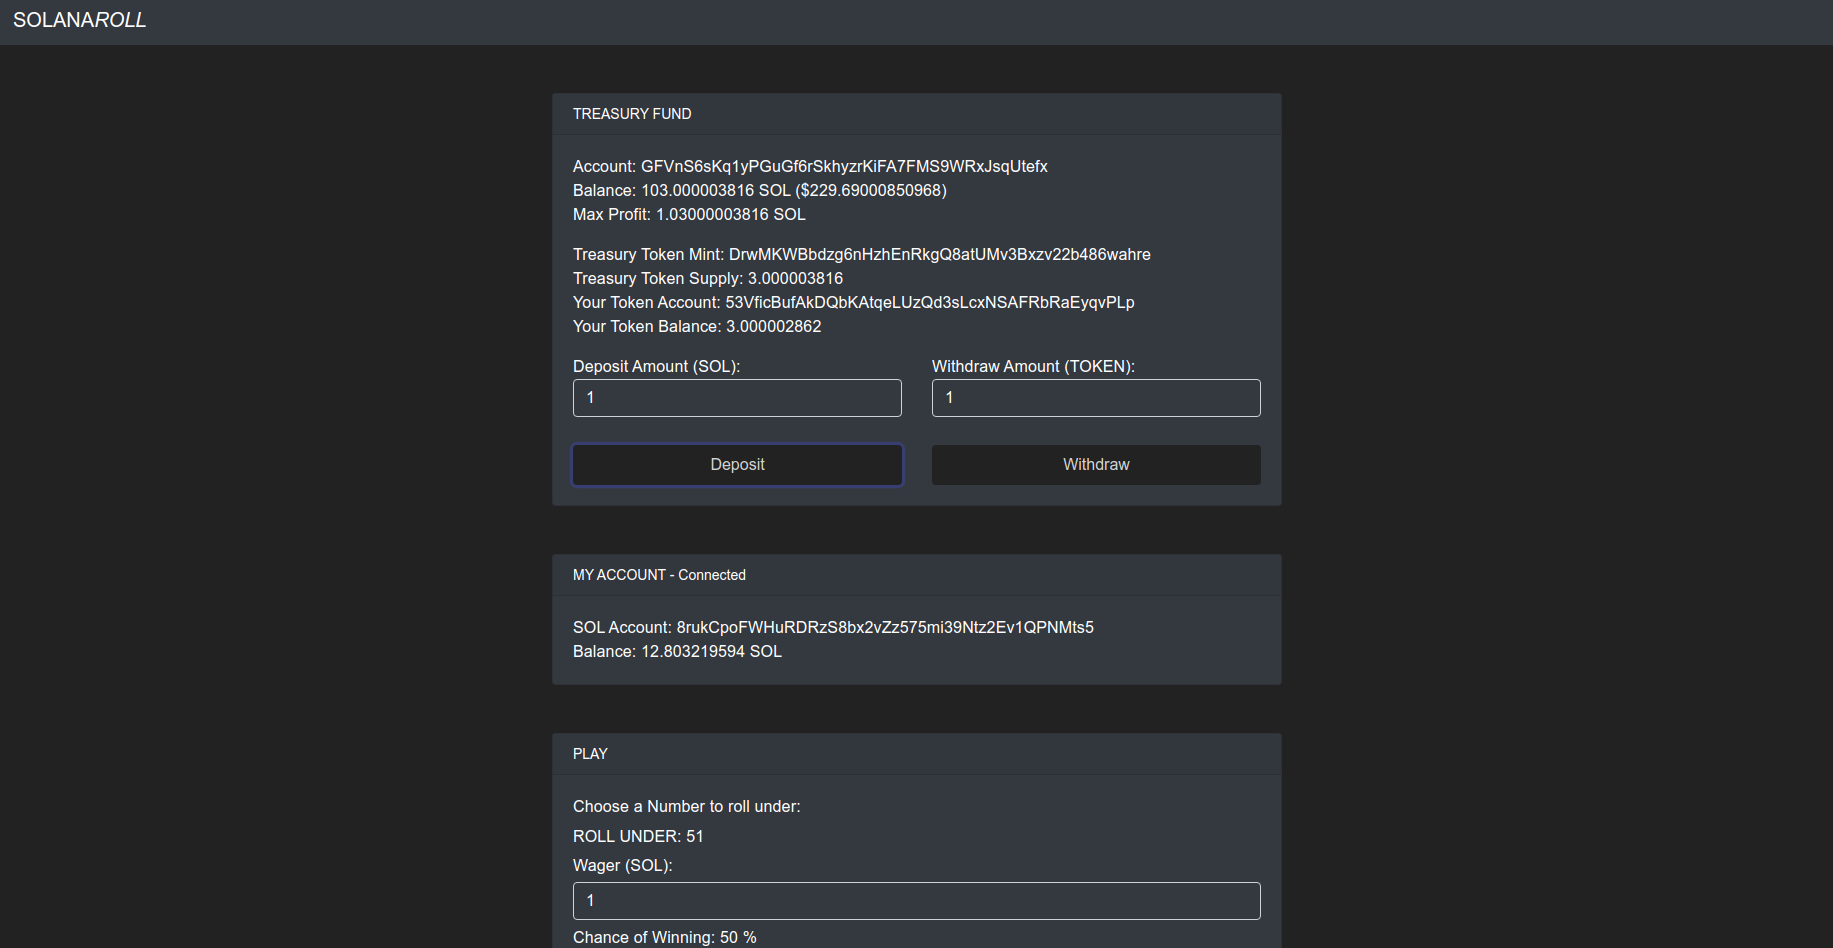 SOLANAROLL
TREASURY FUND
Account: GFVnS6sKq1yPGuGf6rSkhyzrKiFA7FMS9WRxJsqUtefx
Balance: 103.000003816 SOL ($229.69000850968)
Max Profit: 1.03000003816 SOL
Treasury Token Mint: DrwMKWBbdzg6nHzhEnRkgQ8atUMv3Bxzv22b486wahre
Treasury Token Supply: 3.000003816
Your Token Account: 53VficBufAkDQbKAtqeLUzQd3sLcxNSAFRbRaEyqvPLp
Your Token Balance: 3.000002862
Deposit Amount (SOL):
1
Deposit
Withdraw Amount (TOKEN):
1
Withdraw
MY ACCOUNT - Connected
SOL Account: 8rukCpoFWHuRDRzS8bx2vZz575mi39Ntz2Ev1QPNMts5
Balance: 12.803219594 SOL
PLAY
Choose a Number to roll under:
ROLL UNDER: 51
Wager (SOL):
1
Chance of Winning: 50 %